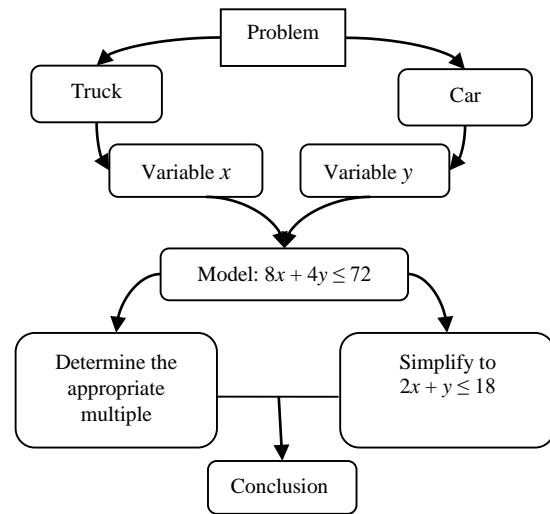 Problem
Truck
Car
Variable x
Variable y
Model: 8x + 4y ≤ 72
Determine the
appropriate
multiple
Simplify to
2x + y ≤ 18
Conclusion